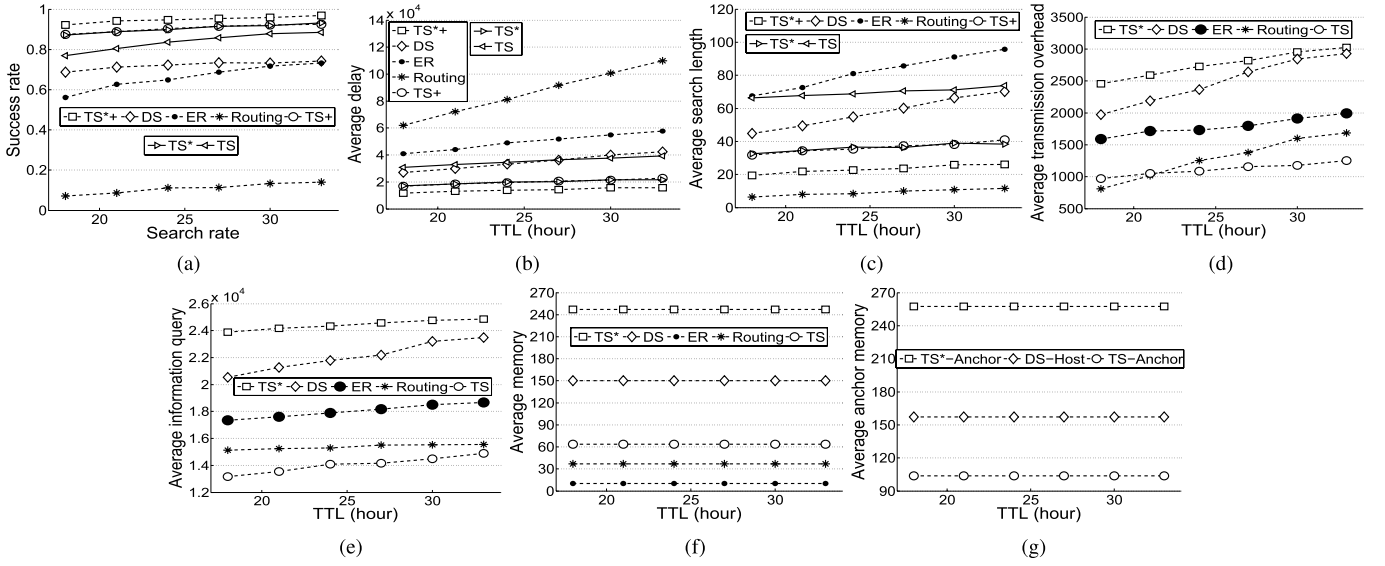 1
0.8
0.6
0.4
0.2
0
Success rate
TS*+ DS ER Routing TS+
TS* TS
20 25 30
Search rate
(a)
x 10⁴
14
12
10
8
6
4
2
0
Average delay
TS*+
DS
ER
Routing
TS+
TS*
TS
20 25 30
TTL (hour)
(b)
120
100
80
60
40
20
0
Average search length
TS*+ DS ER Routing TS+
TS* TS
20 25 30
TTL (hour)
(c)
3500
3000
2500
2000
1500
1000
500
Average transmission overhead
TS* DS ER Routing TS
20 25 30
TTL (hour)
(d)
x 10⁴
2.6
2.4
2.2
2
1.8
1.6
1.4
1.2
Average information query
TS* DS ER Routing TS
20 25 30
TTL (hour)
(e)
270
240
210
180
150
120
90
60
30
0
Average memory
TS* DS ER Routing TS
20 25 30
TTL (hour)
(f)
270
240
210
180
150
120
90
Average anchor memory
TS*-Anchor DS-Host TS-Anchor
20 25 30
TTL (hour)
(g)